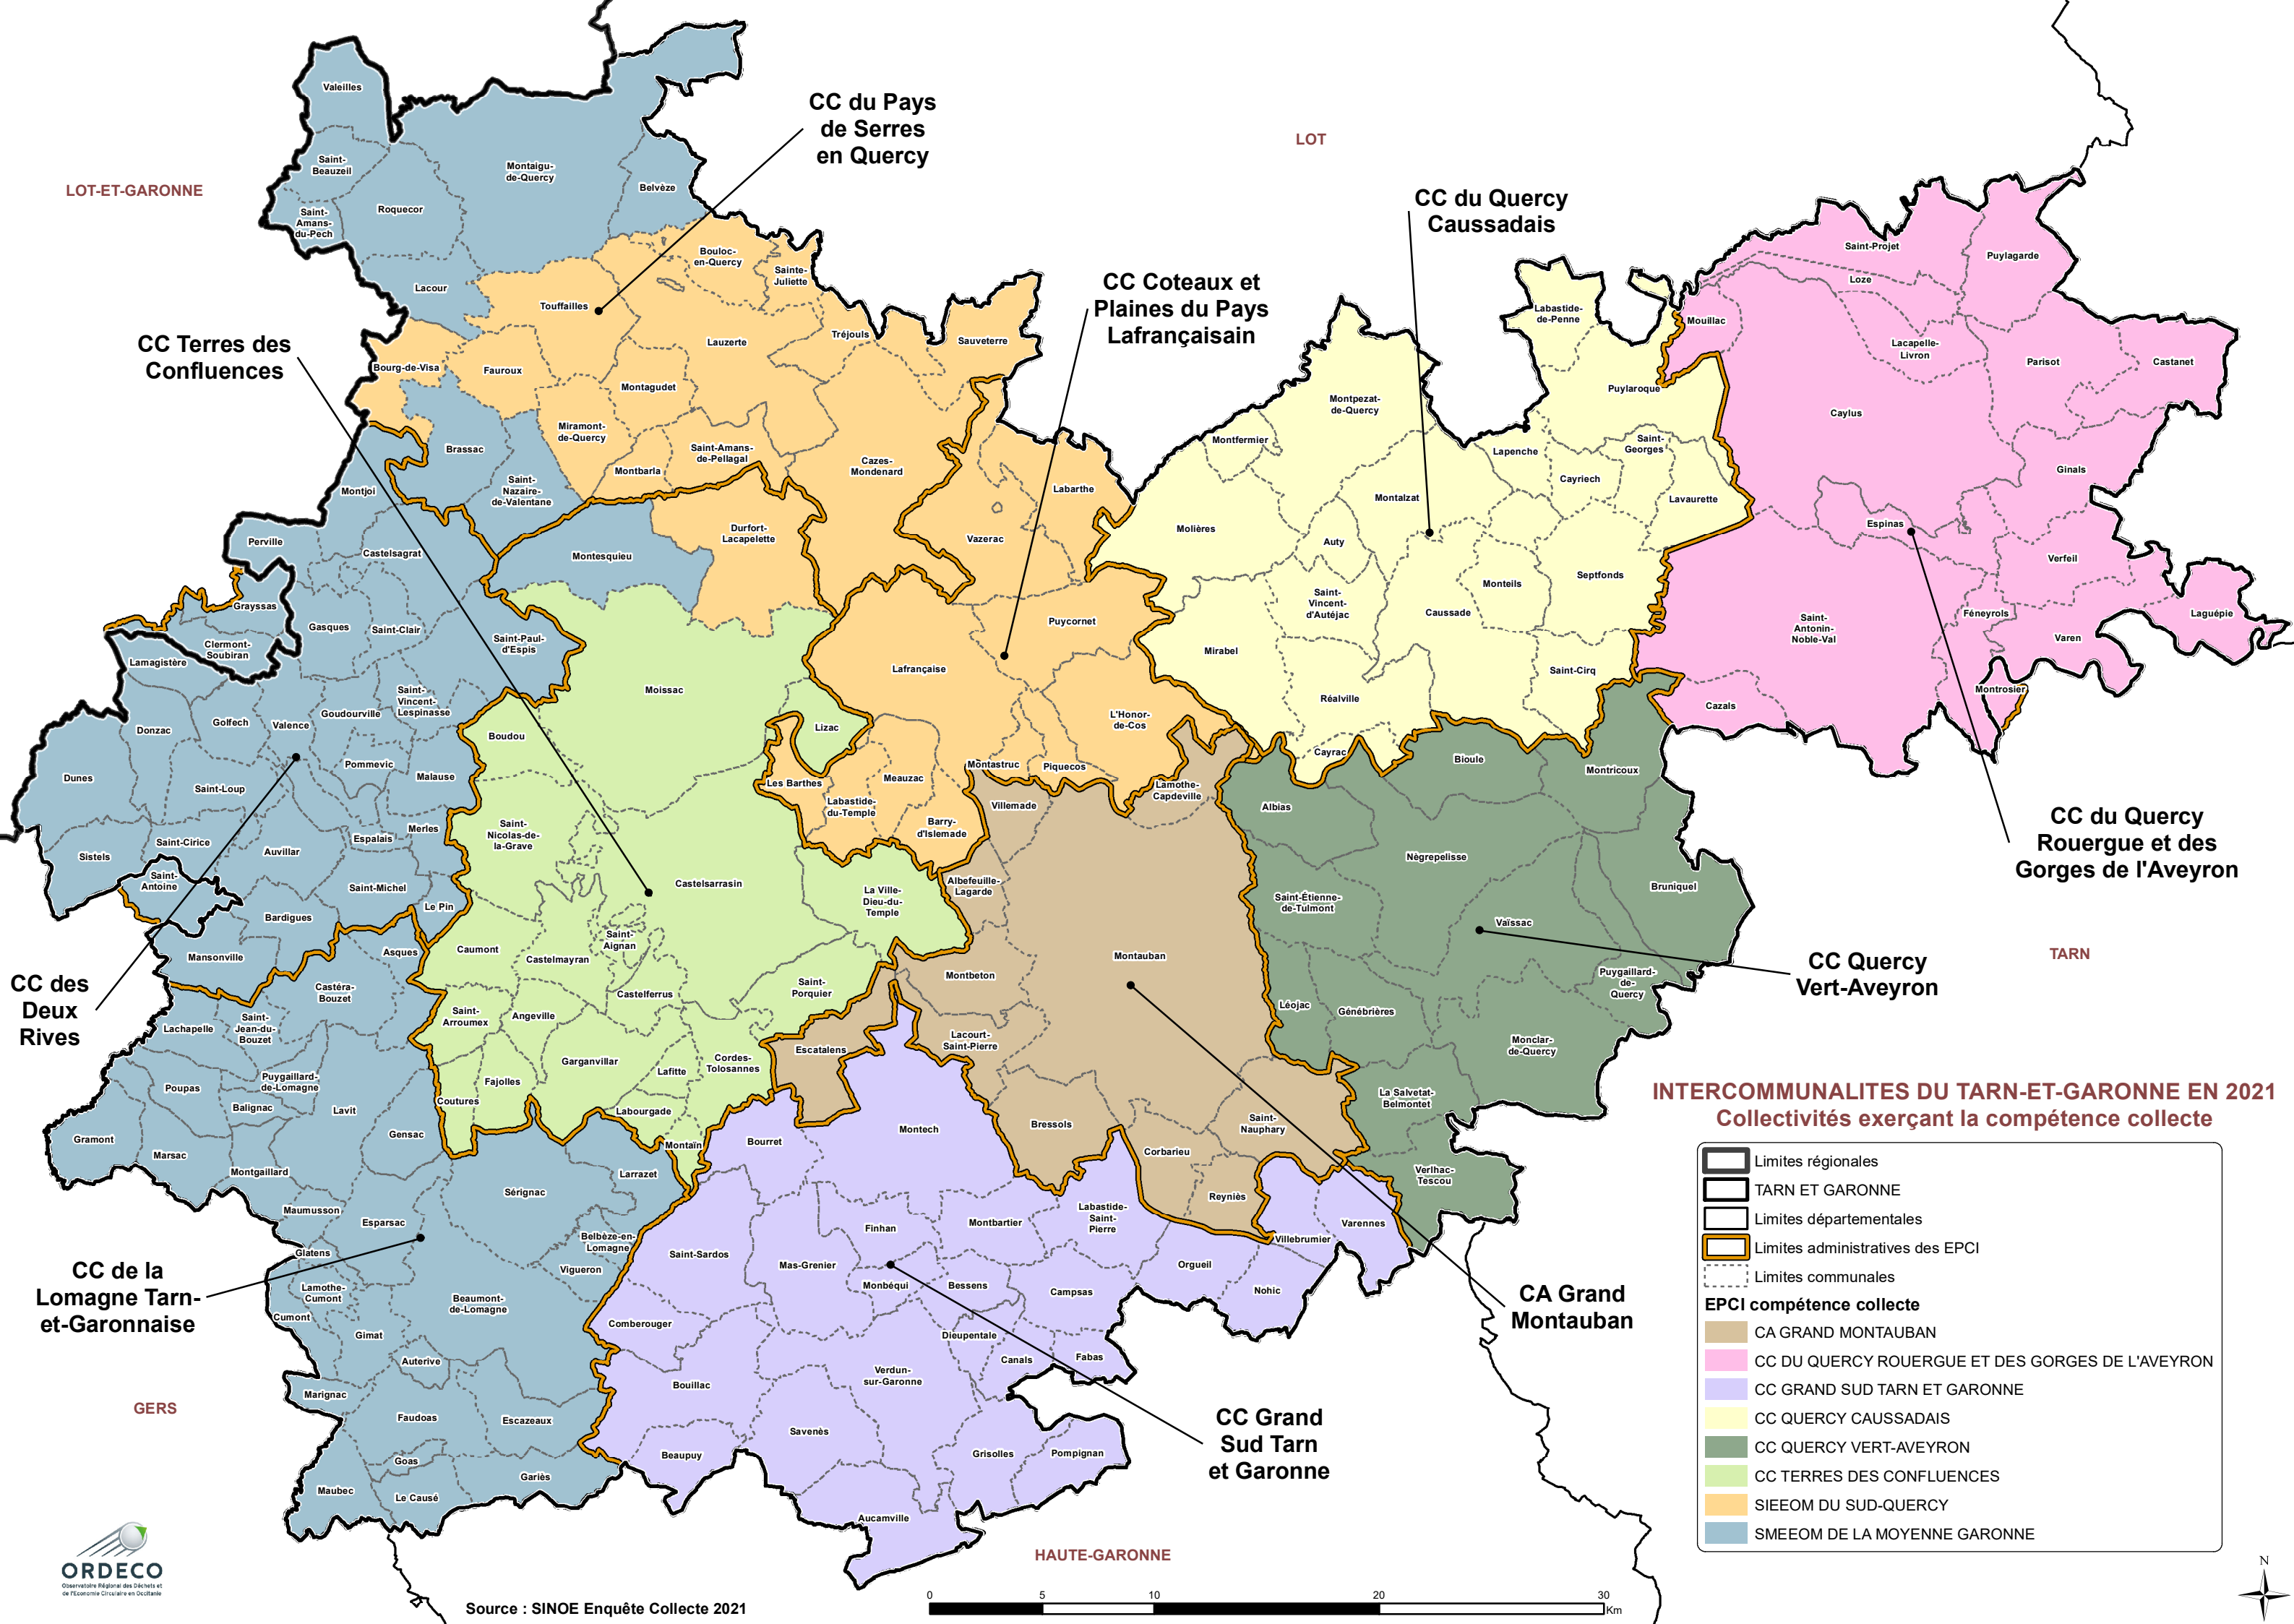 LOT
LOT-ET-GARONNE
TARN
GERS
HAUTE-GARONNE
CC du Pays
de Serres
en Quercy
CC du Quercy
Caussadais
CC Coteaux et
Plaines du Pays
Lafrançaisain
CC Terres des
Confluences
CC du Quercy
Rouergue et des
Gorges de l'Aveyron
CC Quercy
Vert-Aveyron
CC des
Deux
Rives
CC de la
Lomagne Tarn-
et-Garonnaise
CA Grand
Montauban
CC Grand
Sud Tarn
et Garonne
Valeilles
Saint-
Beauzeil
Saint-
Amans-
du-Pech
Roquecor
Montaigu-
de-Quercy
Belvèze
Lacour
Touffailles
Bouloc-
en-Quercy
Sainte-
Juliette
Bourg-de-Visa
Fauroux
Lauzerte
Tréjouls
Sauveterre
Montagudet
Miramont-
de-Quercy
Saint-Amans-
de-Pellagal
Montbarla
Cazes-
Mondenard
Brassac
Saint-
Nazaire-
de-Valentane
Montjoi
Durfort-
Lacapelette
Montesquieu
Vazerac
Labarthe
Perville
Castelsagrat
Grayssas
Clermont-
Soubiran
Gasques
Saint-Clair
Saint-Paul-
d'Espis
Lamagistère
Donzac
Golfech
Valence
Goudourville
Saint-
Vincent-
Lespinasse
Pommevic
Malause
Dunes
Saint-Loup
Sistels
Saint-Cirice
Auvillar
Espalais
Merles
Saint-
Antoine
Saint-Michel
Le Pin
Bardigues
Mansonville
Moissac
Boudou
Lizac
Lafrançaise
Puycornet
L'Honor-
de-Cos
Les Barthes
Labastide-
du-Temple
Meauzac
Barry-
d'Islemade
Montastruc
Piquecos
Lamothe-
Capdeville
Villemade
Saint-
Nicolas-de-
la-Grave
Castelsarrasin
La Ville-
Dieu-du-
Temple
Albefeuille-
Lagarde
Saint-
Aignan
Caumont
Castelmayran
Castelferrus
Saint-
Porquier
Montbeton
Montauban
Saint-
Arroumex
Angeville
Garganvillar
Lafitte
Cordes-
Tolosannes
Escatalens
Lacourt-
Saint-Pierre
Fajolles
Coutures
Labourgade
Montaïn
Asques
Castéra-
Bouzet
Lachapelle
Saint-
Jean-du-
Bouzet
Puygaillard-
de-Lomagne
Poupas
Balignac
Lavit
Gensac
Gramont
Marsac
Montgaillard
Maumusson
Esparsac
Sérignac
Larrazet
Glatens
Lamothe-
Cumont
Cumont
Gimat
Beaumont-
de-Lomagne
Belbèze-en-
Lomagne
Vigueron
Auterive
Marignac
Faudoas
Escazeaux
Goas
Gariès
Maubec
Le Causé
Bourret
Montech
Bressols
Corbarieu
Saint-
Nauphary
Reyniès
Saint-Sardos
Finhan
Montbartier
Labastide-
Saint-
Pierre
Villebrumier
Varennes
Mas-Grenier
Monbéqui
Bessens
Campsas
Orgueil
Nohic
Comberouger
Dieupentale
Canals
Fabas
Bouillac
Verdun-
sur-Garonne
Savenès
Beaupuy
Grisolles
Pompignan
Aucamville
Montfermier
Montpezat-
de-Quercy
Labastide-
de-Penne
Puylaroque
Lapenche
Saint-
Georges
Cayriech
Lavaurette
Molières
Montalzat
Auty
Saint-
Vincent-
d'Autéjac
Monteils
Septfonds
Caussade
Mirabel
Saint-Cirq
Réalville
Cayrac
Mouillac
Saint-Projet
Loze
Puylagarde
Lacapelle-
Livron
Parisot
Castanet
Caylus
Ginals
Espinas
Verfeil
Saint-
Antonin-
Noble-Val
Féneyrols
Varen
Laguépie
Montrosier
Cazals
Albias
Bioule
Montricoux
Nègrepelisse
Saint-Étienne-
de-Tulmont
Vaïssac
Bruniquel
Léojac
Génébrières
Puygaillard-
de-
Quercy
Monclar-
de-Quercy
La Salvetat-
Belmontet
Verlhac-
Tescou
INTERCOMMUNALITES DU TARN-ET-GARONNE EN 2021
Collectivités exerçant la compétence collecte
Limites régionales
TARN ET GARONNE
Limites départementales
Limites administratives des EPCI
Limites communales
EPCI compétence collecte
CA GRAND MONTAUBAN
CC DU QUERCY ROUERGUE ET DES GORGES DE L'AVEYRON
CC GRAND SUD TARN ET GARONNE
CC QUERCY CAUSSADAIS
CC QUERCY VERT-AVEYRON
CC TERRES DES CONFLUENCES
SIEEOM DU SUD-QUERCY
SMEEOM DE LA MOYENNE GARONNE
ORDECO
Observatoire Régional des Déchets et
de l'Economie Circulaire en Occitanie
Source : SINOE Enquête Collecte 2021
0 5 10 20 30
Km
N